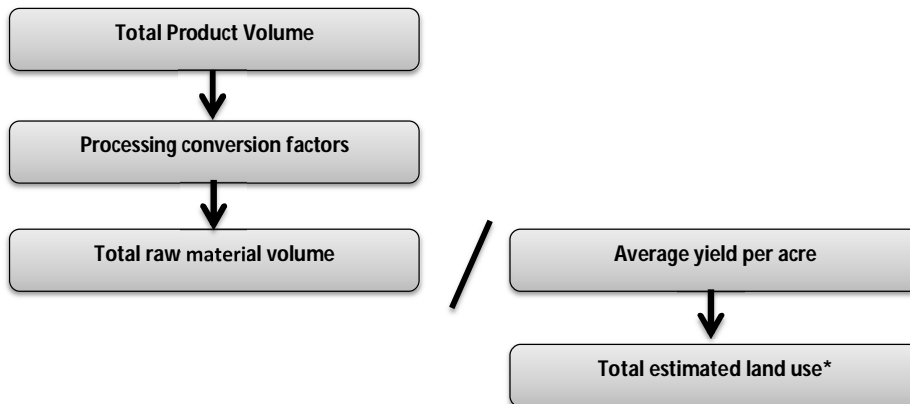 Total Product Volume
Processing conversion factors
Total raw material volume
/
Average yield per acre
Total estimated land use*